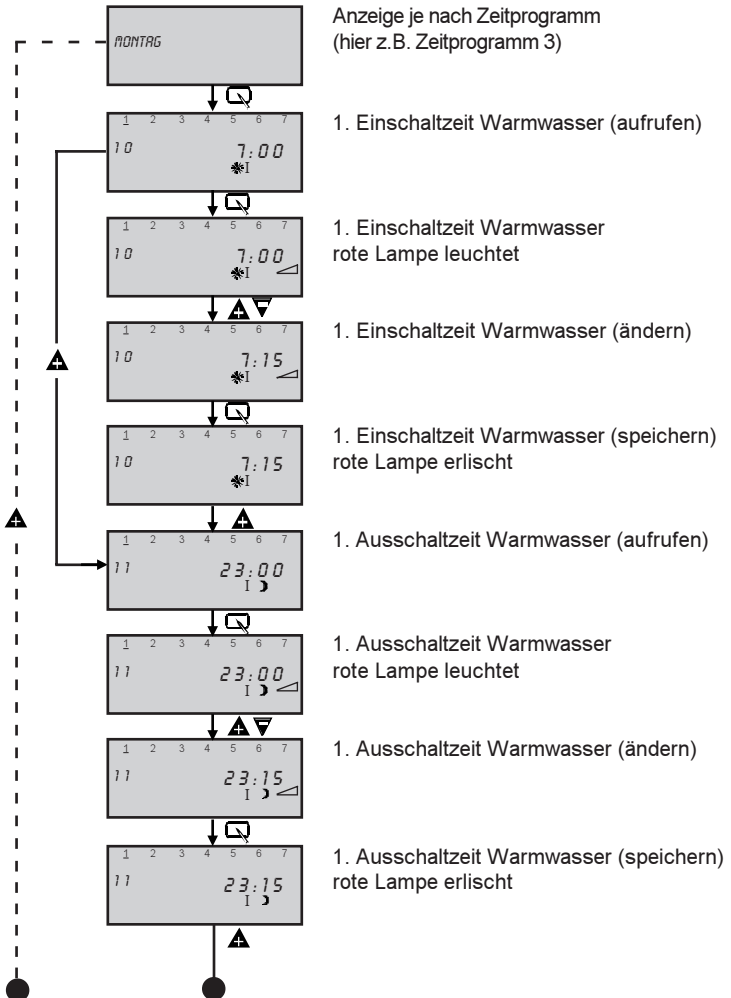 MONTAG
Anzeige je nach Zeitprogramm
(hier z.B. Zeitprogramm 3)
1 2 3 4 5 6 7
10 7:00
I
1. Einschaltzeit Warmwasser (aufrufen)
1 2 3 4 5 6 7
10 7:00
I
1. Einschaltzeit Warmwasser
rote Lampe leuchtet
1 2 3 4 5 6 7
10 7:15
I
1. Einschaltzeit Warmwasser (ändern)
1 2 3 4 5 6 7
10 7:15
I
1. Einschaltzeit Warmwasser (speichern)
rote Lampe erlischt
1 2 3 4 5 6 7
11 23:00
I
1. Ausschaltzeit Warmwasser (aufrufen)
1 2 3 4 5 6 7
11 23:00
I
1. Ausschaltzeit Warmwasser
rote Lampe leuchtet
1 2 3 4 5 6 7
11 23:15
I
1. Ausschaltzeit Warmwasser (ändern)
1 2 3 4 5 6 7
11 23:15
I
1. Ausschaltzeit Warmwasser (speichern)
rote Lampe erlischt